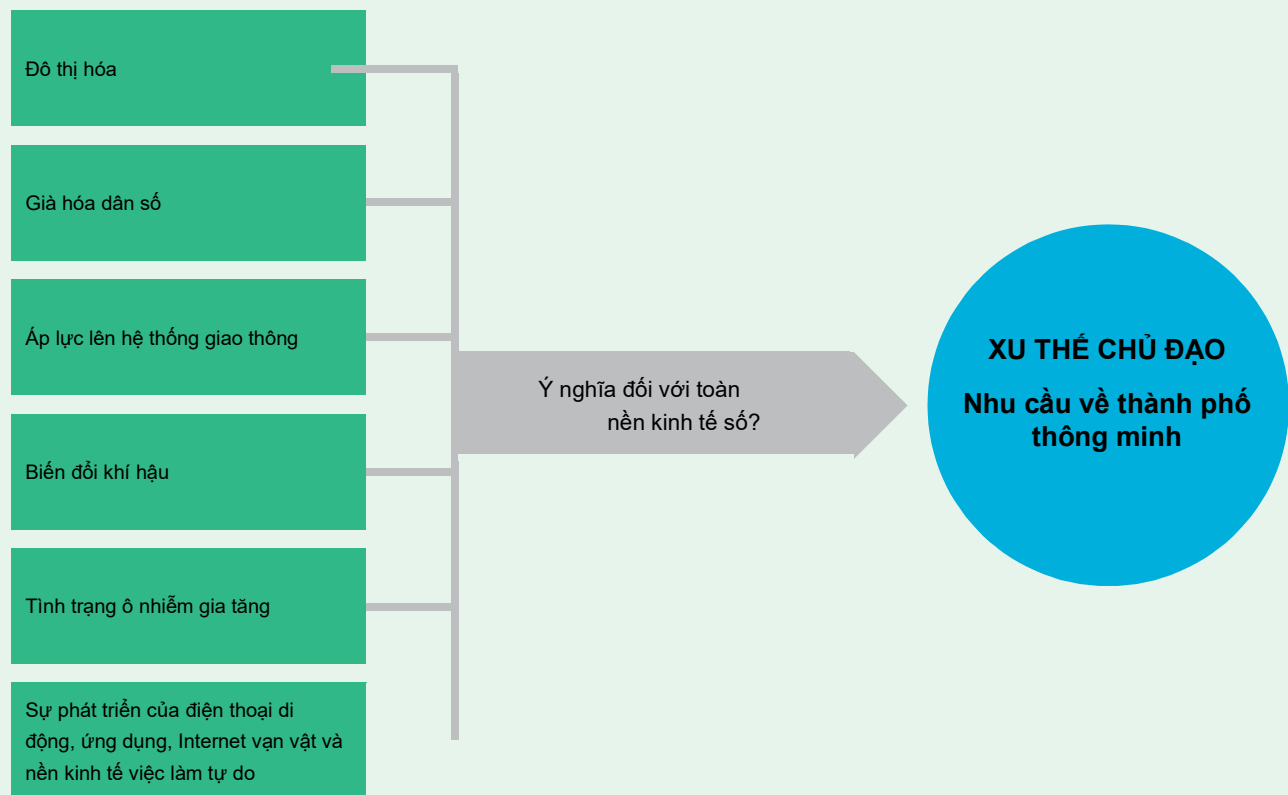 Đô thị hóa
Già hóa dân số
Áp lực lên hệ thống giao thông
Biến đổi khí hậu
Tình trạng ô nhiễm gia tăng
Sự phát triển của điện thoại di
động, ứng dụng, Internet vạn vật và
nền kinh tế việc làm tự do
Ý nghĩa đối với toàn
nền kinh tế số?
XU THẾ CHỦ ĐẠO
Nhu cầu về thành phố
thông minh